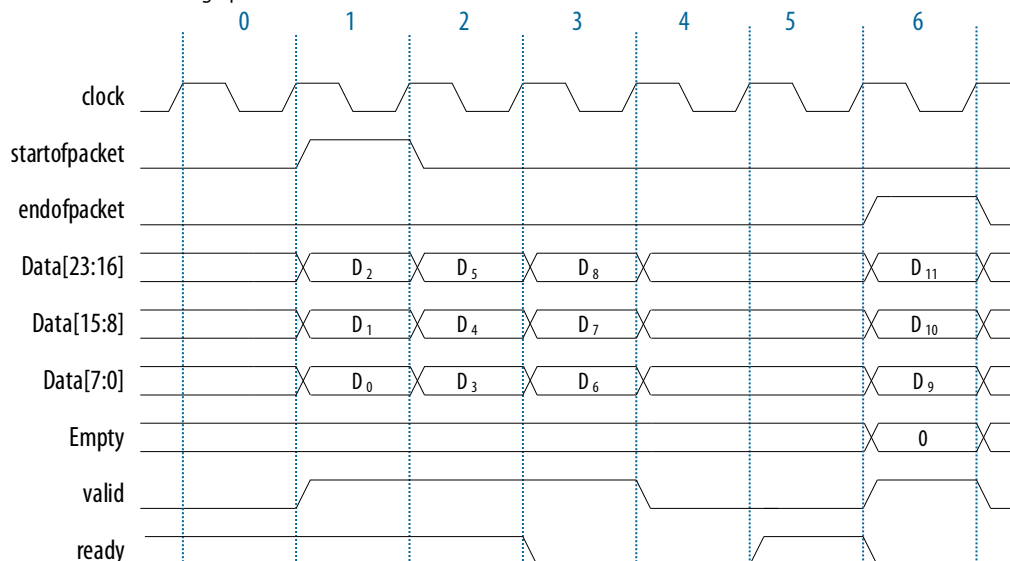 0 1 2 3 4 5 6
clock
startofpacket
endofpacket
Data[23:16] D 2 D 5 D 8 D 11
Data[15:8] D 1 D 4 D 7 D 10
Data[7:0] D 0 D 3 D 6 D 9
Empty 0
valid
ready